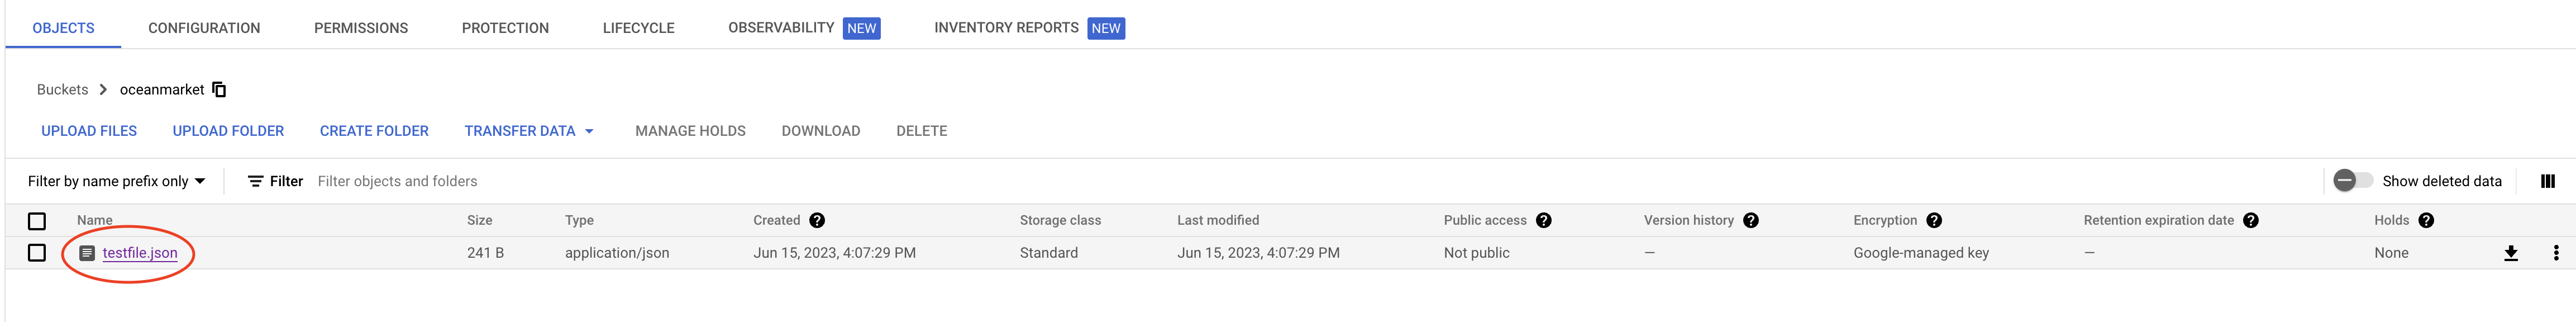 OBJECTS CONFIGURATION PERMISSIONS PROTECTION LIFECYCLE OBSERVABILITY NEW INVENTORY REPORTS NEW
Buckets > oceanmarket
UPLOAD FILES UPLOAD FOLDER CREATE FOLDER TRANSFER DATA MANAGE HOLDS DOWNLOAD DELETE
Filter by name prefix only Filter Filter objects and folders Show deleted data
Name Size Type Created ? Storage class Last modified Public access ? Version history ? Encryption ? Retention expiration date ? Holds ?
testfile.json 241 B application/json Jun 15, 2023, 4:07:29 PM Standard Jun 15, 2023, 4:07:29 PM Not public — Google-managed key — None